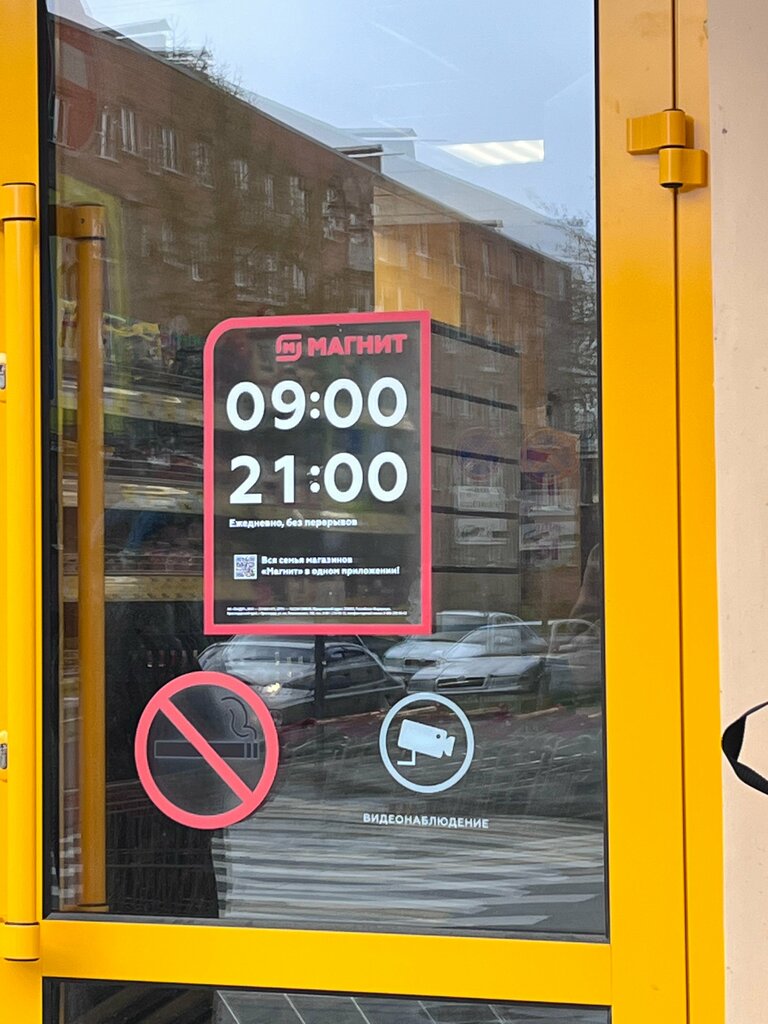 МАГНИТ
09:00
21:00
Ежедневно, без перерывов
Вся семья магазинов
«Магнит» в одном приложении!
ВИДЕОНАБЛЮДЕНИЕ